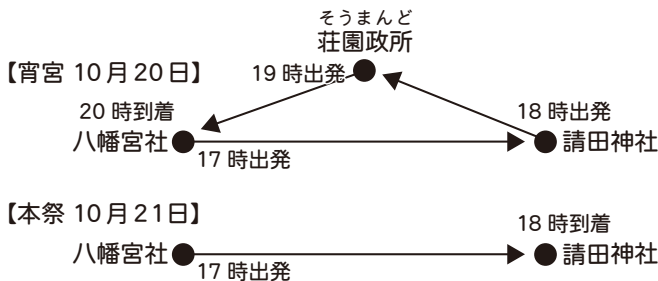 そうまんど
荘園政所
【宵宮 10月20日】
19時出発
20時到着
18時出発
八幡宮社
請田神社
17時出発
【本祭 10月21日】
18時到着
八幡宮社
請田神社
17時出発